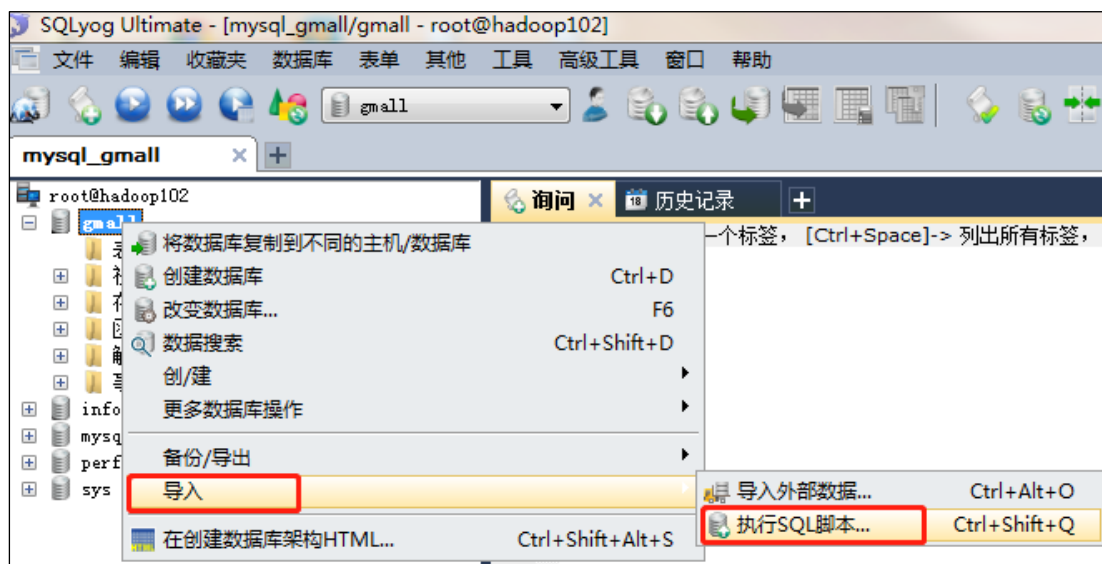 SQLyog Ultimate - [mysql_gmall/gmall - root@hadoop102]
文件 编辑 收藏夹 数据库 表单 其他 工具 高级工具 窗口 帮助
gmall
mysql_gmall
root@hadoop102
询问 18 历史记录
gmall
一个标签， [Ctrl+Space]-> 列出所有标签，
将数据库复制到不同的主机/数据库
创建数据库 Ctrl+D
改变数据库... F6
数据搜索 Ctrl+Shift+D
创/建
更多数据库操作
info
mysq
perf
sys
备份/导出
导入
导入外部数据... Ctrl+Alt+O
执行SQL脚本... Ctrl+Shift+Q
在创建数据库架构HTML... Ctrl+Shift+Alt+S